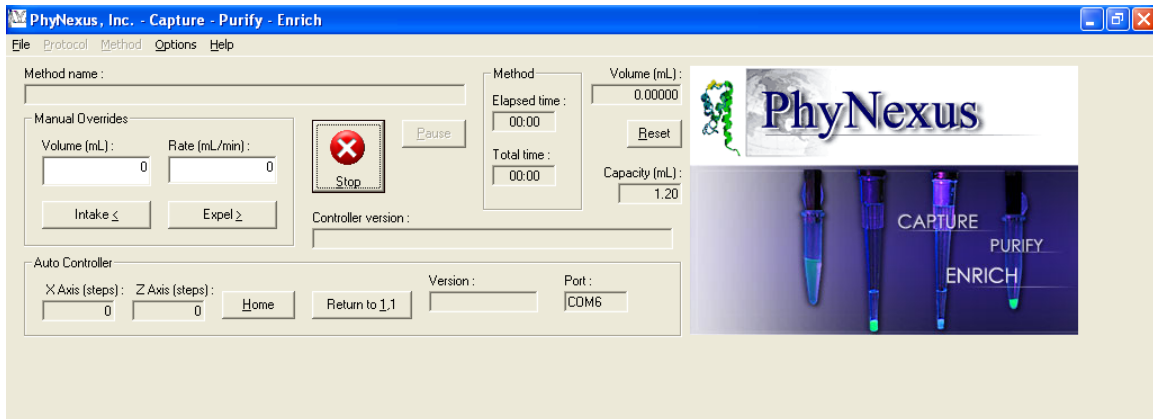 PhyNexus, Inc. - Capture - Purify - Enrich
File Protocol Method Options Help
Method name :
Manual Overrides
Volume (mL) : Rate (mL/min) :
0 0
Intake < Expel >
Stop
Pause
Controller version :
Method
Elapsed time :
00:00
Total time :
00:00
Volume (mL) :
0.00000
Reset
Capacity (mL) :
1.20
Auto Controller
X Axis (steps) : Z Axis (steps) :
0 0
Home
Return to 1,1
Version :
Port :
COM6
PhyNexus
CAPTURE
PURIFY
ENRICH